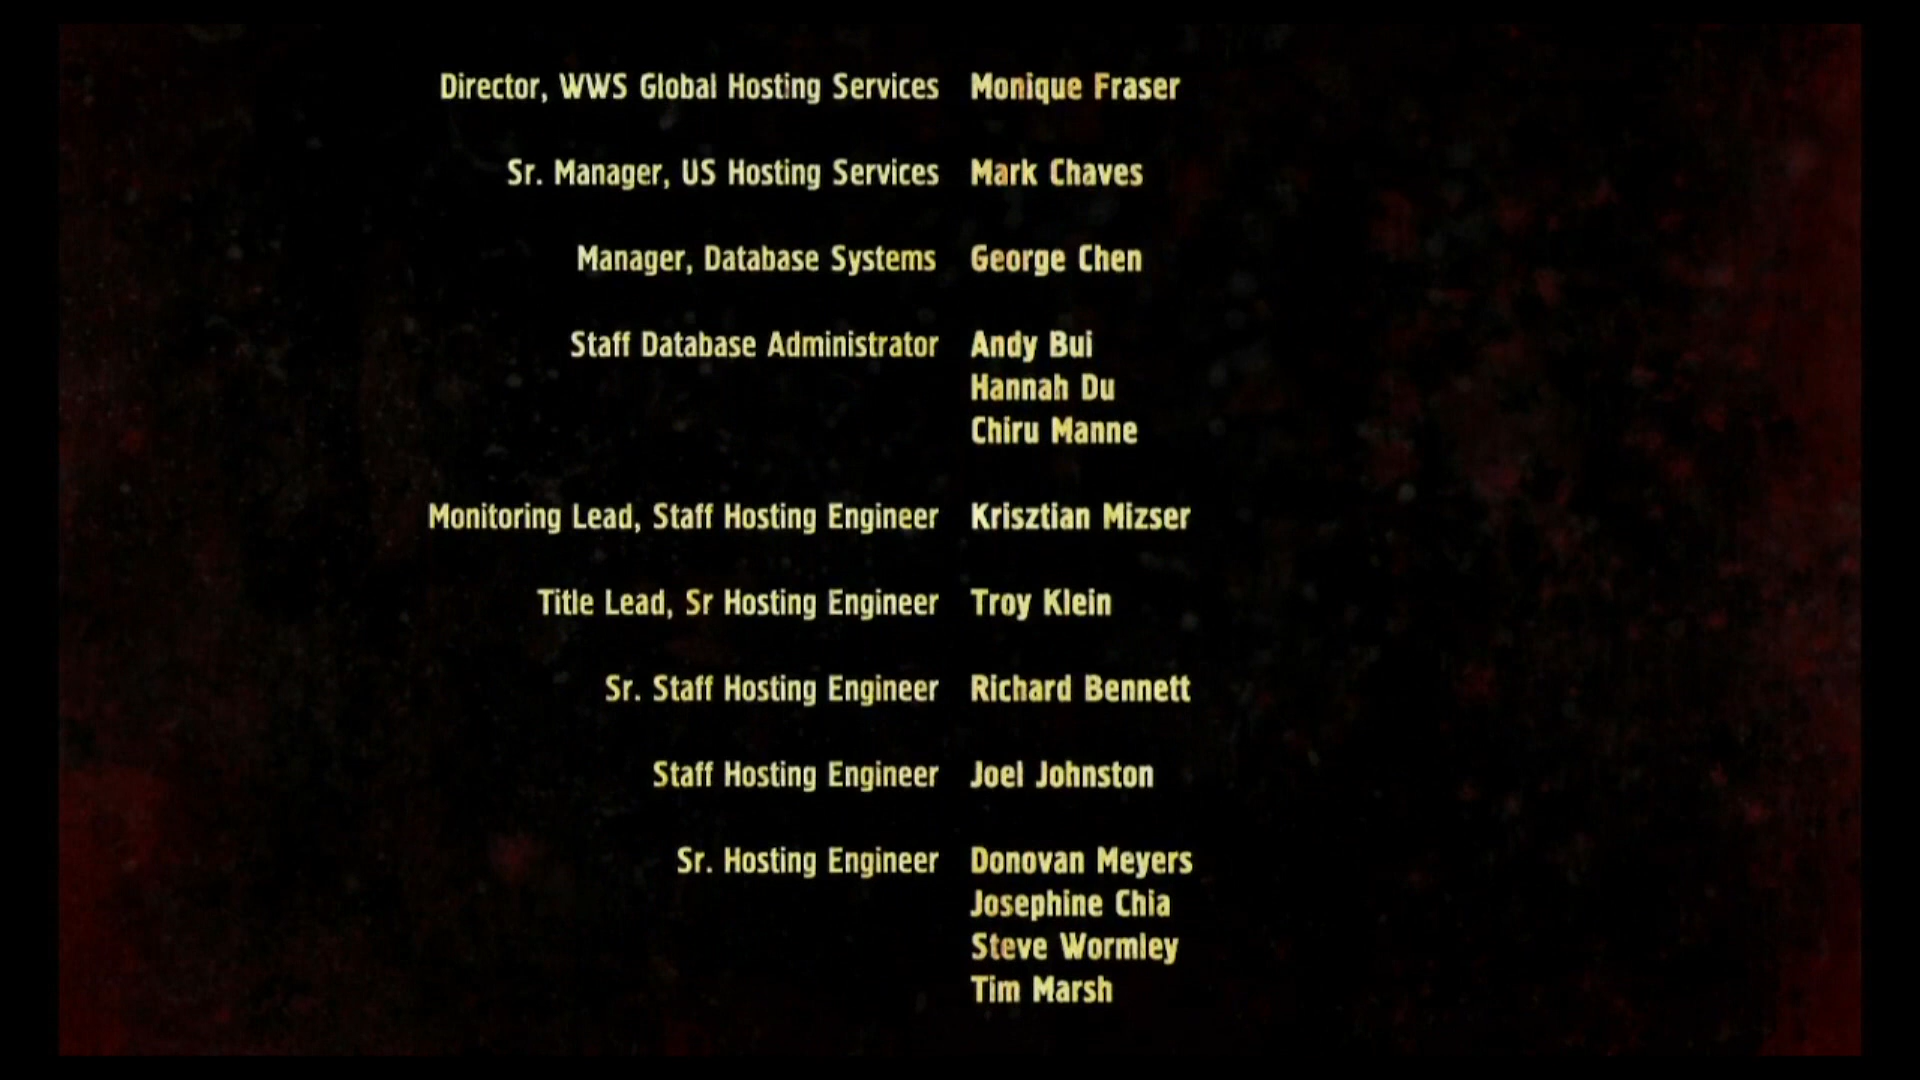 Director, WWS Global Hosting Services Monique Fraser
Sr. Manager, US Hosting Services Mark Chaves
Manager, Database Systems George Chen
Staff Database Administrator Andy Bui
Hannah Du
Chiru Manne
Monitoring Lead, Staff Hosting Engineer Krisztian Mizser
Title Lead, Sr Hosting Engineer Troy Klein
Sr. Staff Hosting Engineer Richard Bennett
Staff Hosting Engineer Joel Johnston
Sr. Hosting Engineer Donovan Meyers
Josephine Chia
Steve Wormley
Tim Marsh